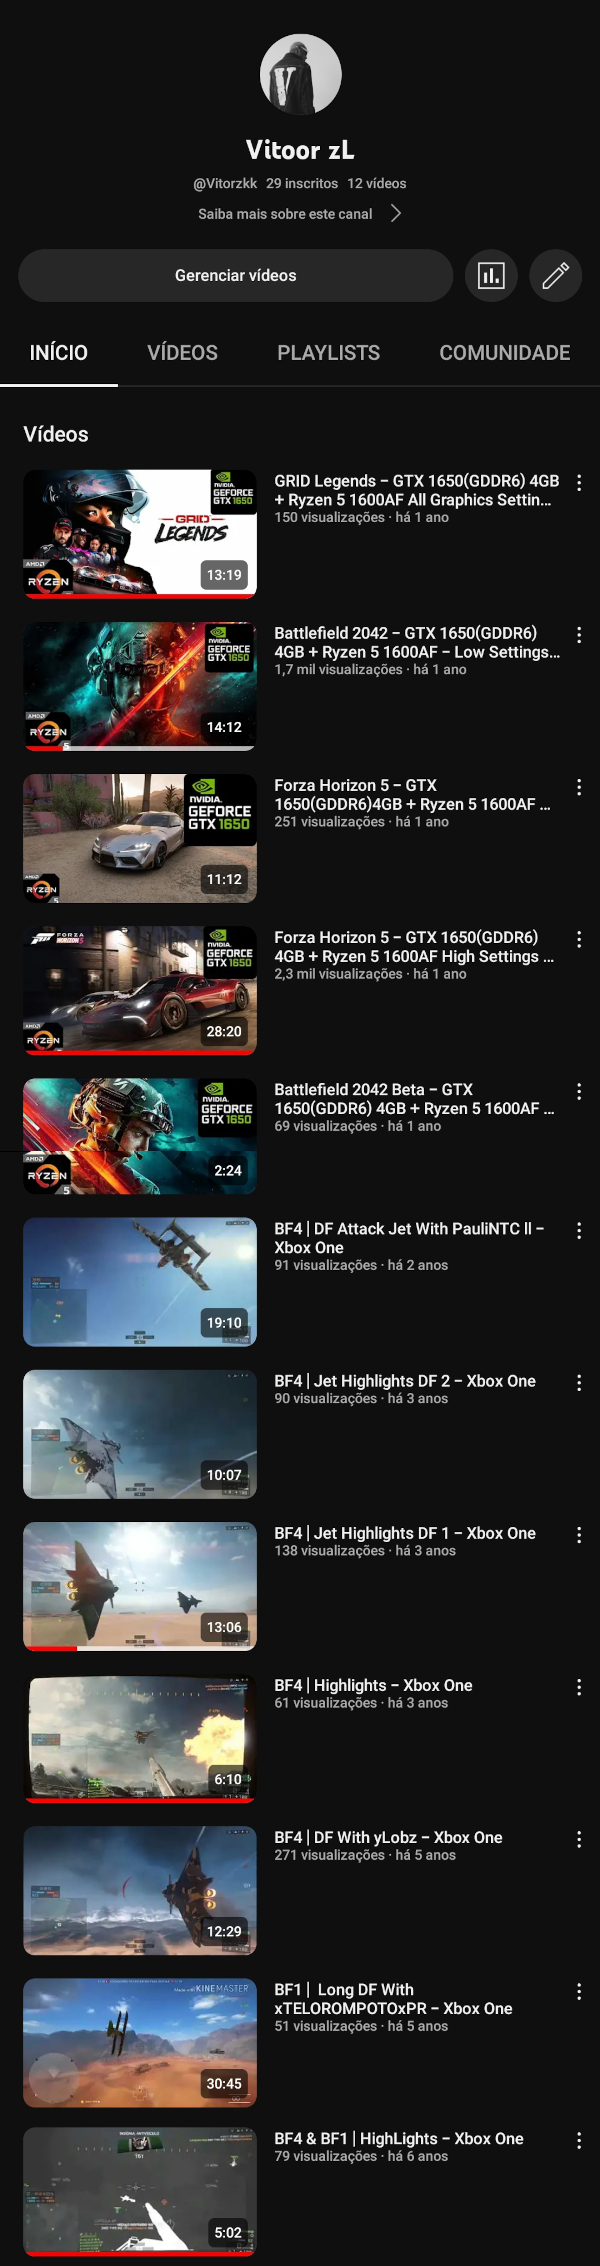 V
Vitoor zL
@Vitorzkk 29 inscritos 12 vídeos
Saiba mais sobre este canal
Gerenciar vídeos
INÍCIO VÍDEOS PLAYLISTS COMUNIDADE
Vídeos
NVIDIA.
GEFORCE
GTX 1650
GRID
LEGENDS
AMD
RYZEN
13:19
GRID Legends – GTX 1650(GDDR6) 4GB
+ Ryzen 5 1600AF All Graphics Settin...
150 visualizações · há 1 ano
NVIDIA.
GEFORCE
GTX 1650
AMD
RYZEN
5
14:12
Battlefield 2042 – GTX 1650(GDDR6)
4GB + Ryzen 5 1600AF – Low Settings...
1,7 mil visualizações · há 1 ano
NVIDIA.
GEFORCE
GTX 1650
AMD
RYZEN
5
11:12
Forza Horizon 5 – GTX
1650(GDDR6)4GB + Ryzen 5 1600AF ...
251 visualizações · há 1 ano
FORZA
HORIZON 5
NVIDIA.
GEFORCE
GTX 1650
AMD
RYZEN
28:20
Forza Horizon 5 – GTX 1650(GDDR6)
4GB + Ryzen 5 1600AF High Settings ...
2,3 mil visualizações · há 1 ano
NVIDIA.
GEFORCE
GTX 1650
AMD
RYZEN
5
2:24
Battlefield 2042 Beta – GTX
1650(GDDR6) 4GB + Ryzen 5 1600AF ...
69 visualizações · há 1 ano
19:10
BF4 | DF Attack Jet With PauliNTC ll –
Xbox One
91 visualizações · há 2 anos
10:07
BF4 | Jet Highlights DF 2 – Xbox One
90 visualizações · há 3 anos
13:06
BF4 | Jet Highlights DF 1 – Xbox One
138 visualizações · há 3 anos
6:10
BF4 | Highlights – Xbox One
61 visualizações · há 3 anos
12:29
BF4 | DF With yLobz – Xbox One
271 visualizações · há 5 anos
Made with KINEMASTER
30:45
BF1 | Long DF With
xTELOROMPOTOxPR – Xbox One
51 visualizações · há 5 anos
5:02
BF4 & BF1 | HighLights – Xbox One
79 visualizações · há 6 anos